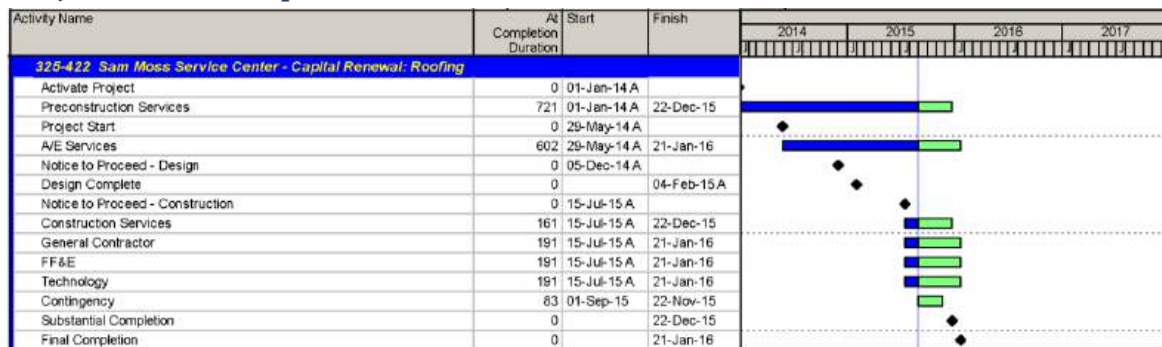 Activity Name At Completion Duration Start Finish 2014 2015 2016 2017
325-422 Sam Moss Service Center - Capital Renewal: Roofing
Activate Project 0 01-Jan-14 A
Preconstruction Services 721 01-Jan-14 A 22-Dec-15
Project Start 0 29-May-14 A
A/E Services 602 29-May-14 A 21-Jan-16
Notice to Proceed - Design 0 05-Dec-14 A
Design Complete 0 04-Feb-15 A
Notice to Proceed - Construction 0 15-Jul-15 A
Construction Services 161 15-Jul-15 A 22-Dec-15
General Contractor 191 15-Jul-15 A 21-Jan-16
FF&E 191 15-Jul-15 A 21-Jan-16
Technology 191 15-Jul-15 A 21-Jan-16
Contingency 83 01-Sep-15 22-Nov-15
Substantial Completion 0 22-Dec-15
Final Completion 0 21-Jan-16